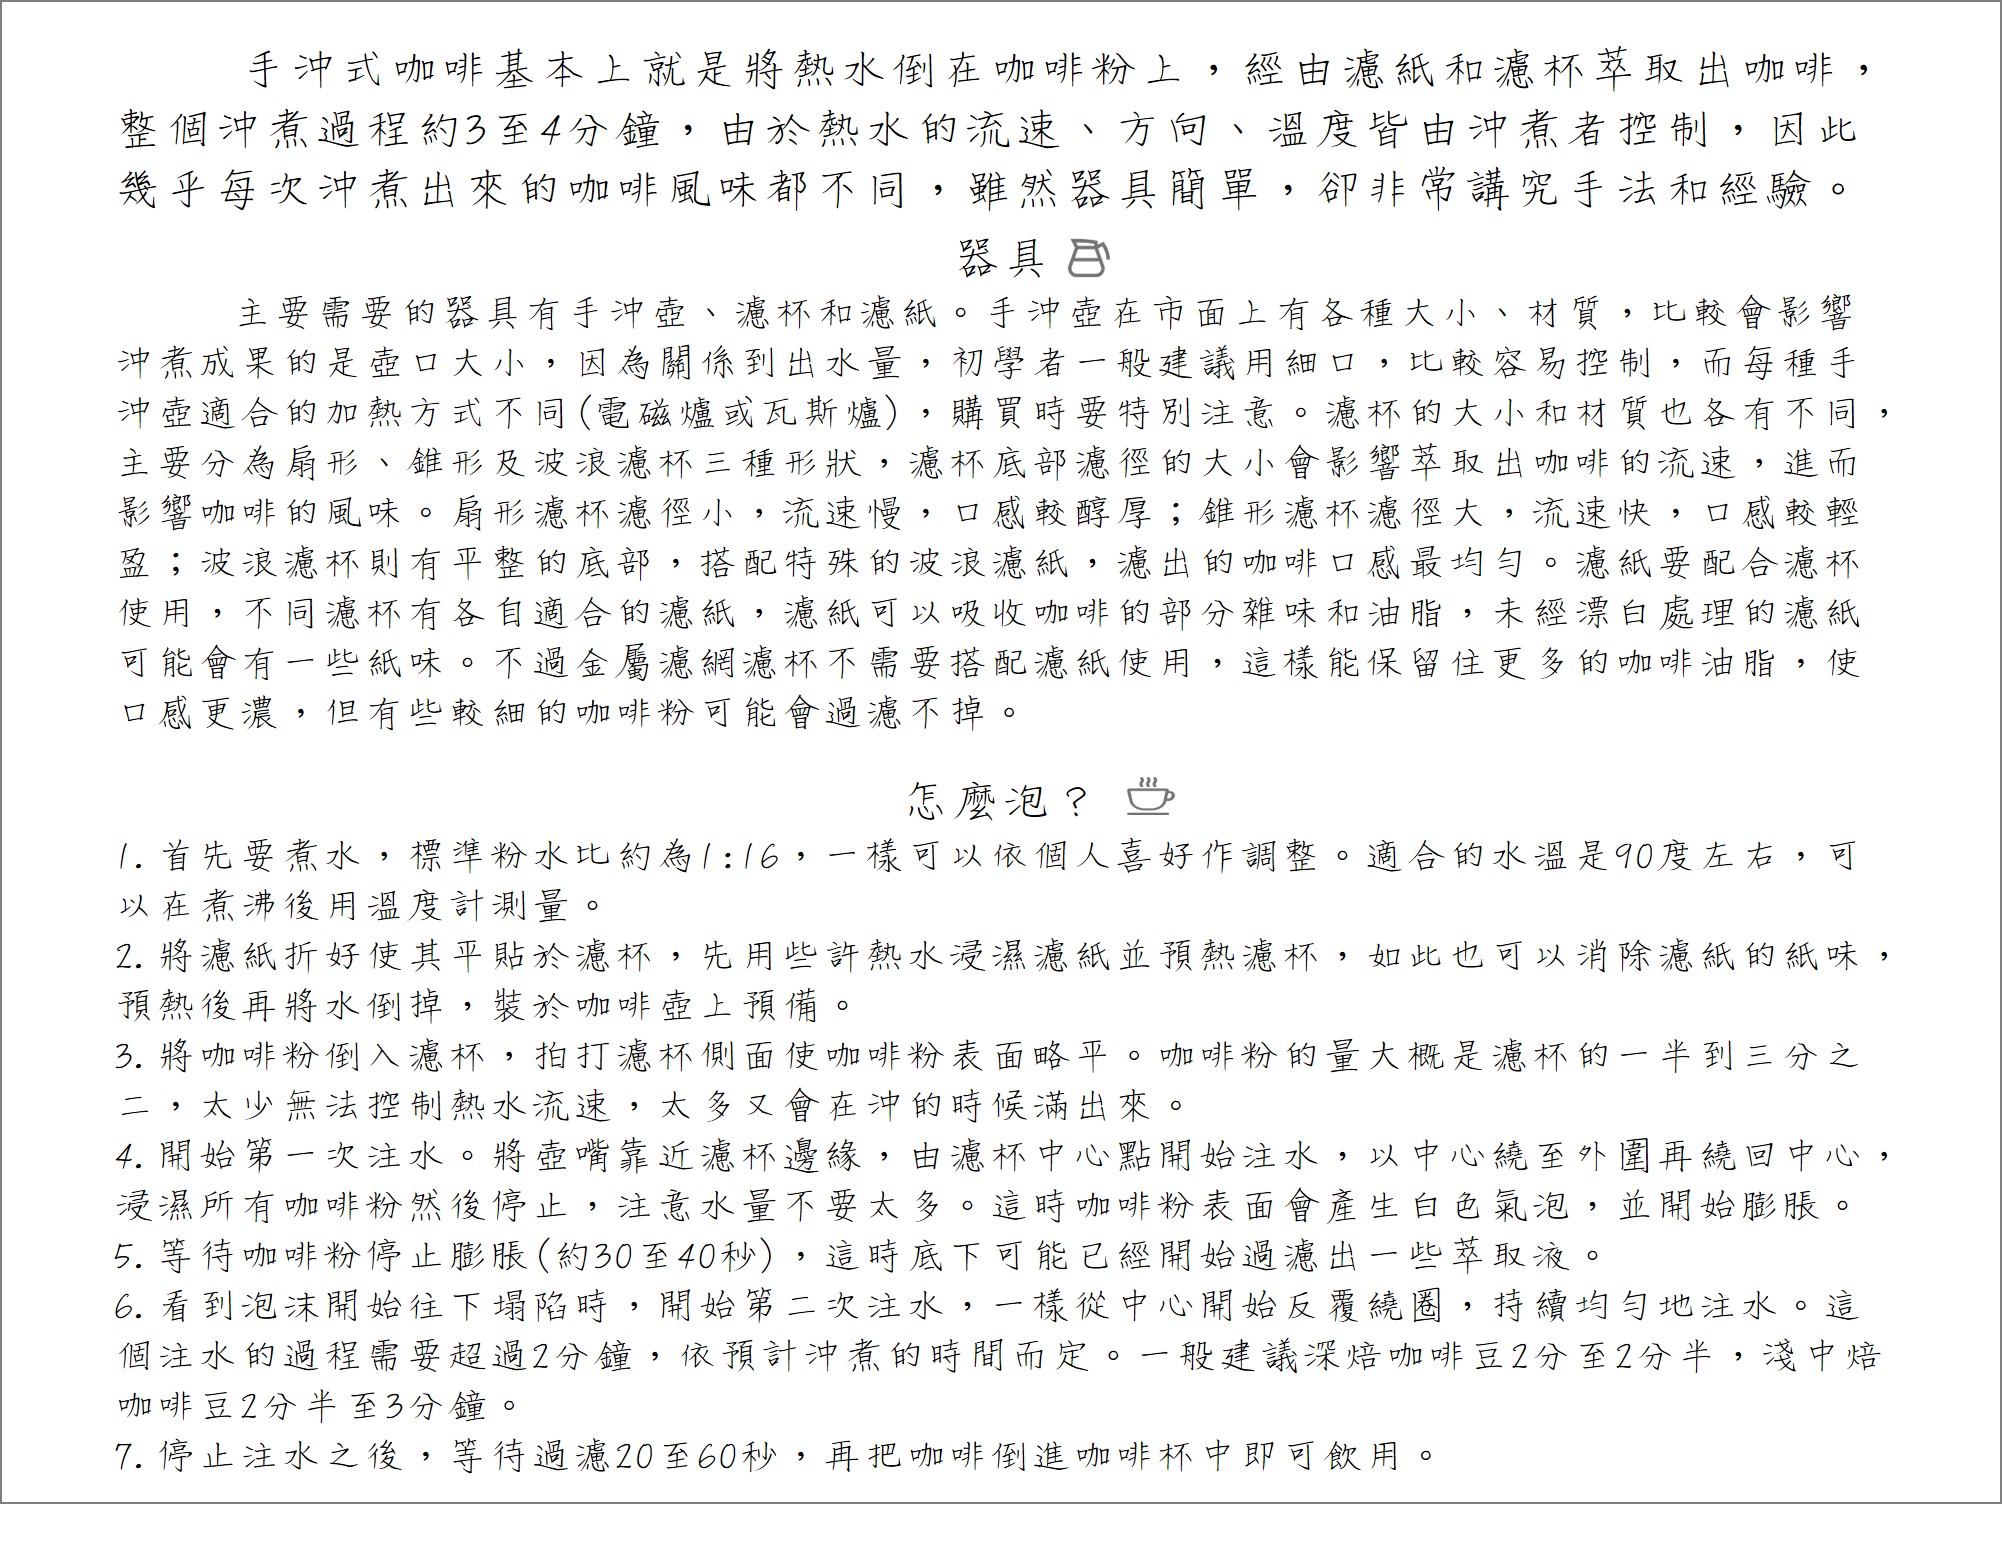 手沖式咖啡基本上就是將熱水倒在咖啡粉上，經由濾紙和濾杯萃取出咖啡，
整個沖煮過程約3至4分鐘，由於熱水的流速、方向、溫度皆由沖煮者控制，因此
幾乎每次沖煮出來的咖啡風味都不同，雖然器具簡單，卻非常講究手法和經驗。
器具
主要需要的器具有手沖壺、濾杯和濾紙。手沖壺在市面上有各種大小、材質，比較會影響
沖煮成果的是壺口大小，因為關係到出水量，初學者一般建議用細口，比較容易控制，而每種手
沖壺適合的加熱方式不同(電磁爐或瓦斯爐)，購買時要特別注意。濾杯的大小和材質也各有不同，
主要分為扇形、錐形及波浪濾杯三種形狀，濾杯底部濾徑的大小會影響萃取出咖啡的流速，進而
影響咖啡的風味。扇形濾杯濾徑小，流速慢，口感較醇厚；錐形濾杯濾徑大，流速快，口感較輕
盈；波浪濾杯則有平整的底部，搭配特殊的波浪濾紙，濾出的咖啡口感最均勻。濾紙要配合濾杯
使用，不同濾杯有各自適合的濾紙，濾紙可以吸收咖啡的部分雜味和油脂，未經漂白處理的濾紙
可能會有一些紙味。不過金屬濾網濾杯不需要搭配濾紙使用，這樣能保留住更多的咖啡油脂，使
口感更濃，但有些較細的咖啡粉可能會過濾不掉。
怎麼泡？
1. 首先要煮水，標準粉水比約為1:16，一樣可以依個人喜好作調整。適合的水溫是90度左右，可
以在煮沸後用溫度計測量。
2. 將濾紙折好使其平貼於濾杯，先用些許熱水浸濕濾紙並預熱濾杯，如此也可以消除濾紙的紙味，
預熱後再將水倒掉，裝於咖啡壺上預備。
3. 將咖啡粉倒入濾杯，拍打濾杯側面使咖啡粉表面略平。咖啡粉的量大概是濾杯的一半到三分之
二，太少無法控制熱水流速，太多又會在沖的時候滿出來。
4. 開始第一次注水。將壺嘴靠近濾杯邊緣，由濾杯中心點開始注水，以中心繞至外圍再繞回中心，
浸濕所有咖啡粉然後停止，注意水量不要太多。這時咖啡粉表面會產生白色氣泡，並開始膨脹。
5. 等待咖啡粉停止膨脹(約30至40秒)，這時底下可能已經開始過濾出一些萃取液。
6. 看到泡沫開始往下塌陷時，開始第二次注水，一樣從中心開始反覆繞圈，持續均勻地注水。這
個注水的過程需要超過2分鐘，依預計沖煮的時間而定。一般建議深焙咖啡豆2分至2分半，淺中焙
咖啡豆2分半至3分鐘。
7. 停止注水之後，等待過濾20至60秒，再把咖啡倒進咖啡杯中即可飲用。